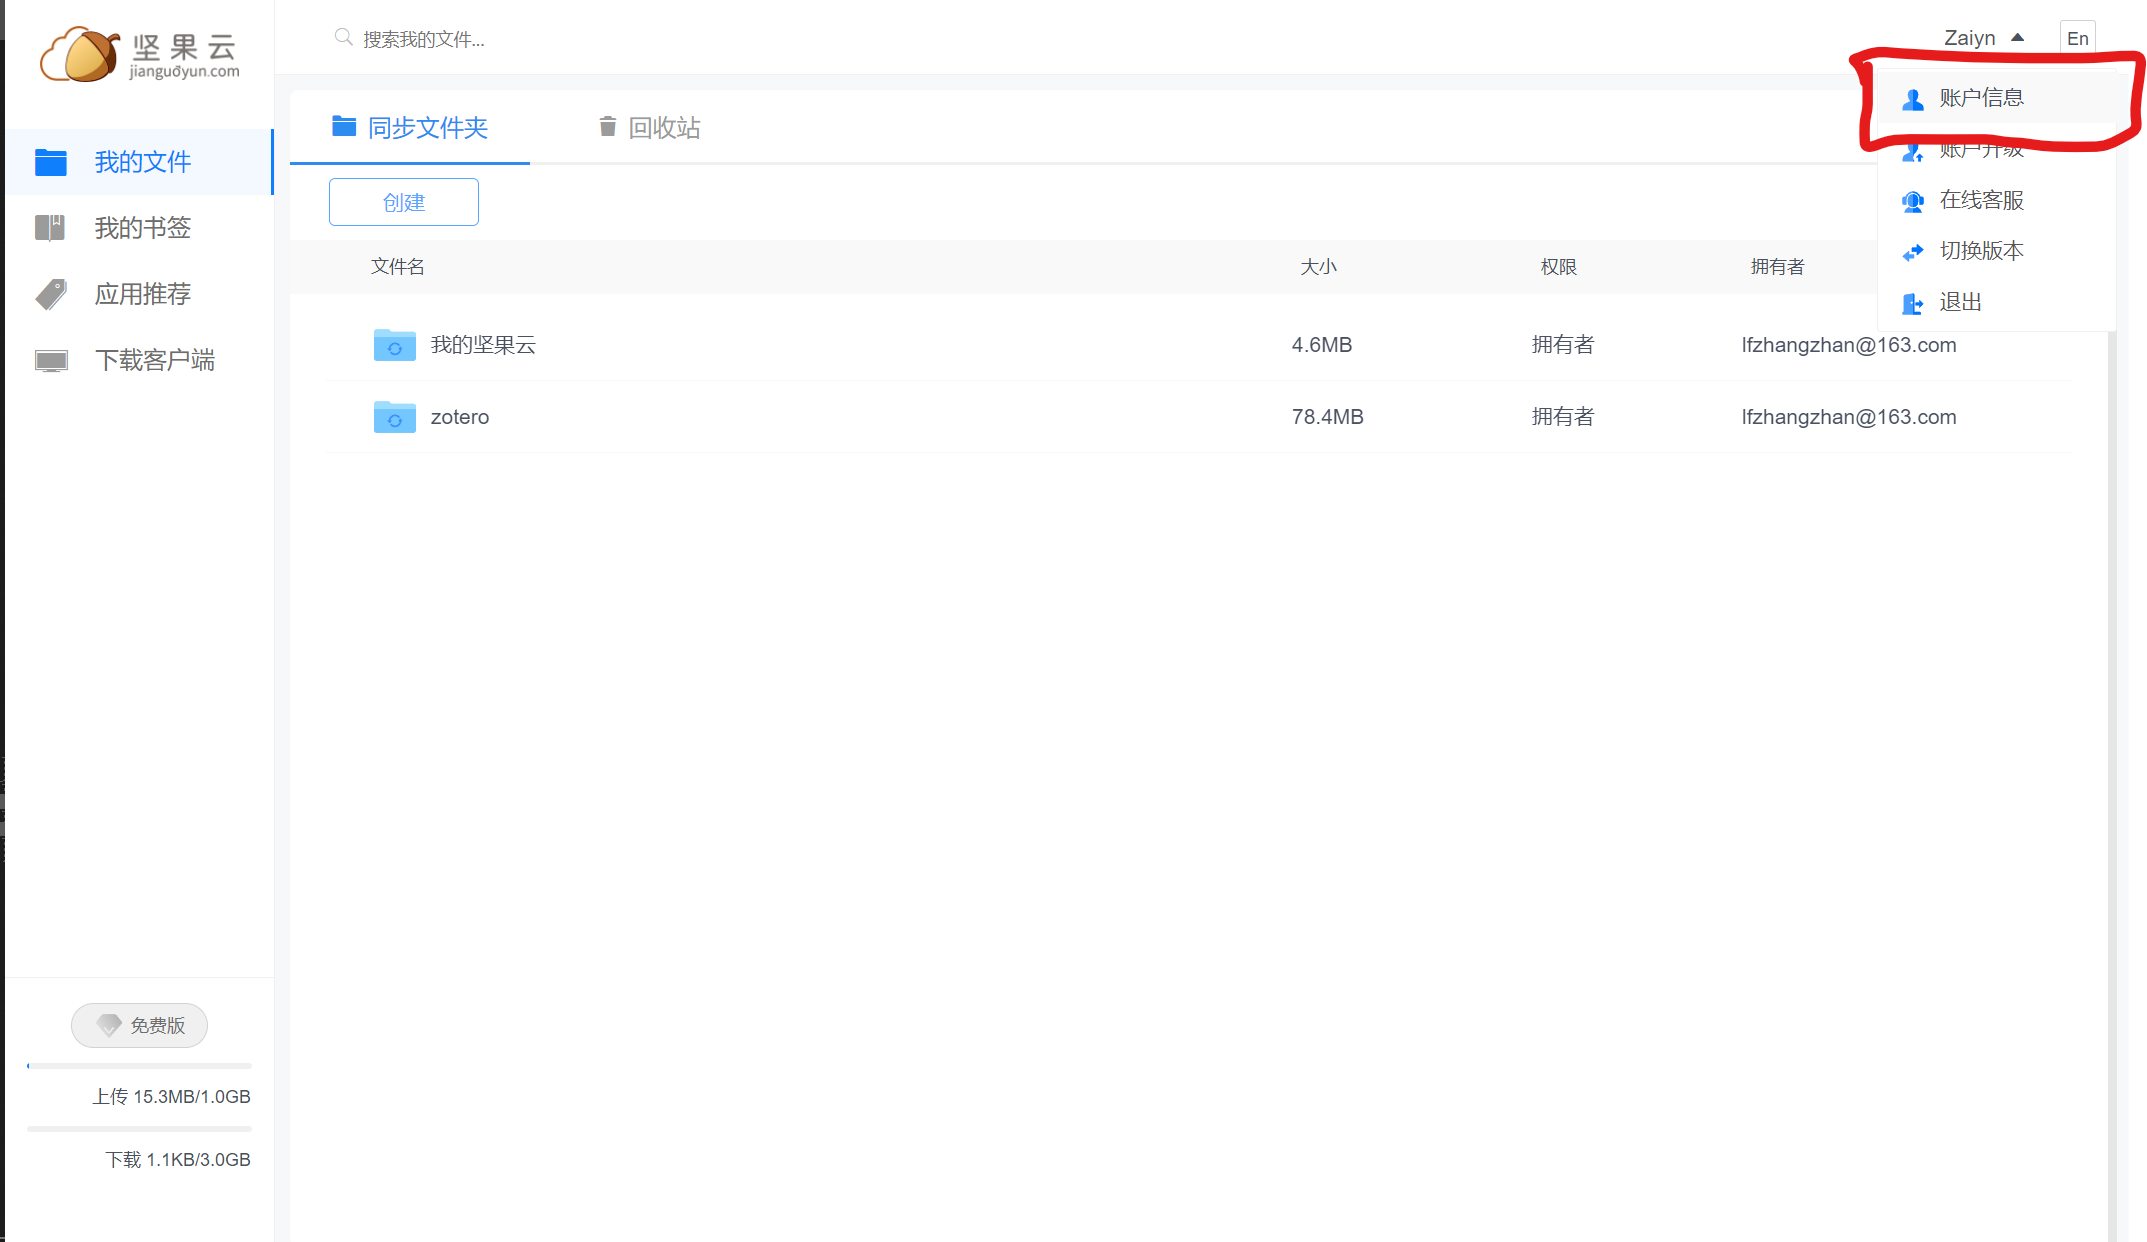 坚果云
jianguoyun.com
搜索我的文件...
Zaiyn
En
我的文件
我的书签
应用推荐
下载客户端
同步文件夹
回收站
账户信息
账户升级
在线客服
切换版本
退出
创建
文件名 大小 权限 拥有者
我的坚果云 4.6MB 拥有者 lfzhangzhan@163.com
zotero 78.4MB 拥有者 lfzhangzhan@163.com
免费版
上传 15.3MB/1.0GB
下载 1.1KB/3.0GB